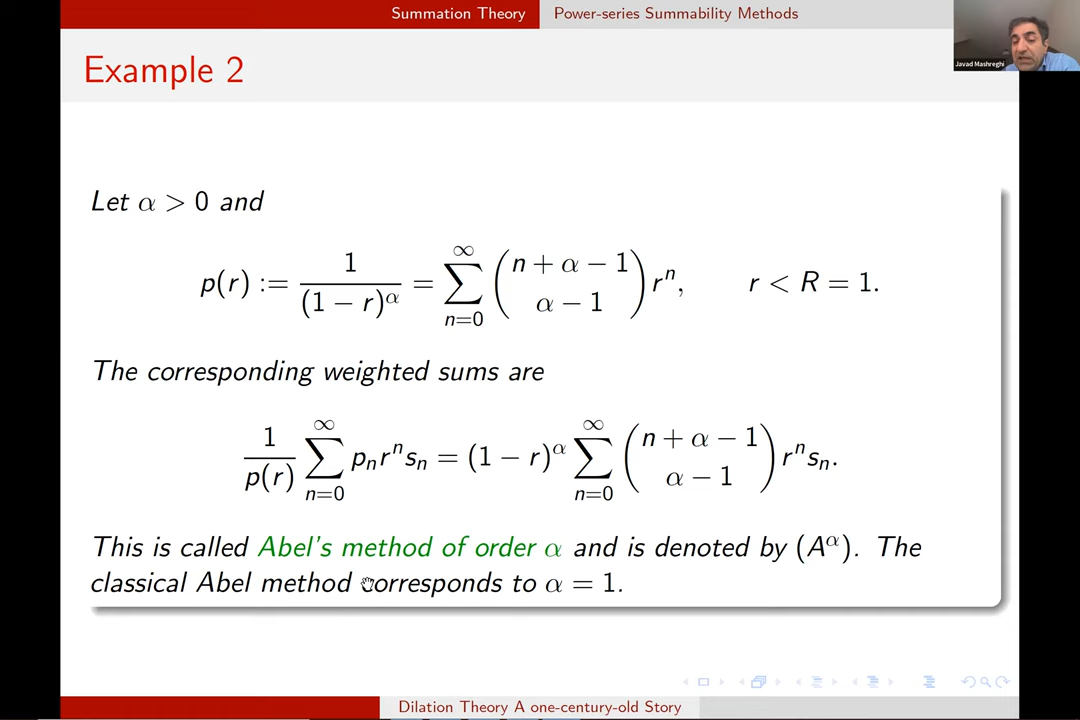 Summation Theory Power-series Summability Methods
Javad Mashreghi
Example 2
Let α > 0 and
p(r) := 1/(1 − r)^α = ∑_{n=0}^{∞} \binom{n + α − 1}{α − 1} r^n, r < R = 1.
The corresponding weighted sums are
1/p(r) ∑_{n=0}^{∞} p_n r^n s_n = (1 − r)^α ∑_{n=0}^{∞} \binom{n + α − 1}{α − 1} r^n s_n.
This is called Abel's method of order α and is denoted by (A^α). The
classical Abel method corresponds to α = 1.
Dilation Theory A one-century-old Story